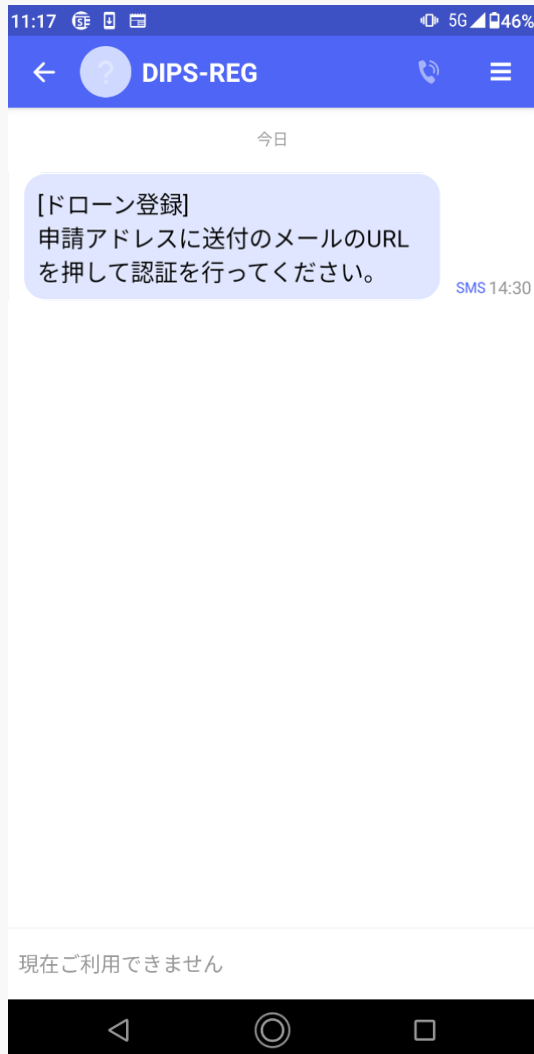 11:17
5G 46%
DIPS-REG
今日
[ドローン登録]
申請アドレスに送付のメールのURL
を押して認証を行ってください。
SMS 14:30
現在ご利用できません